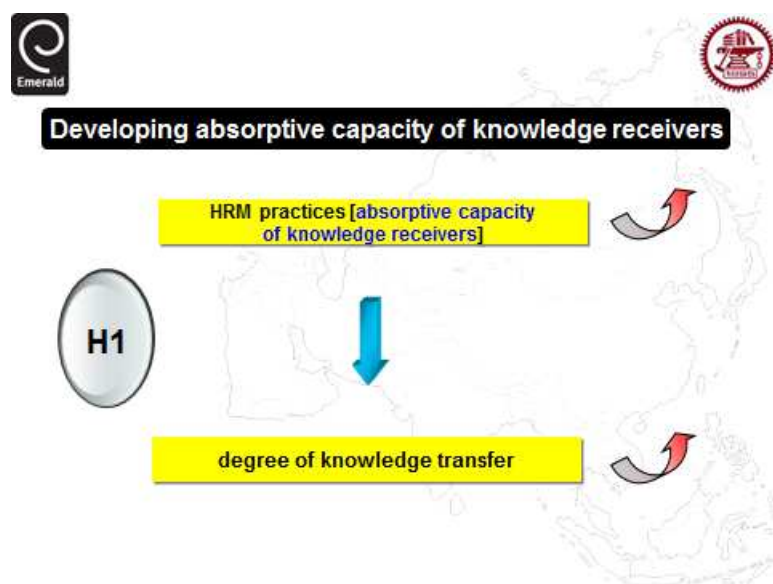 Emerald
Developing absorptive capacity of knowledge receivers
HRM practices [absorptive capacity
of knowledge receivers]
H1
degree of knowledge transfer